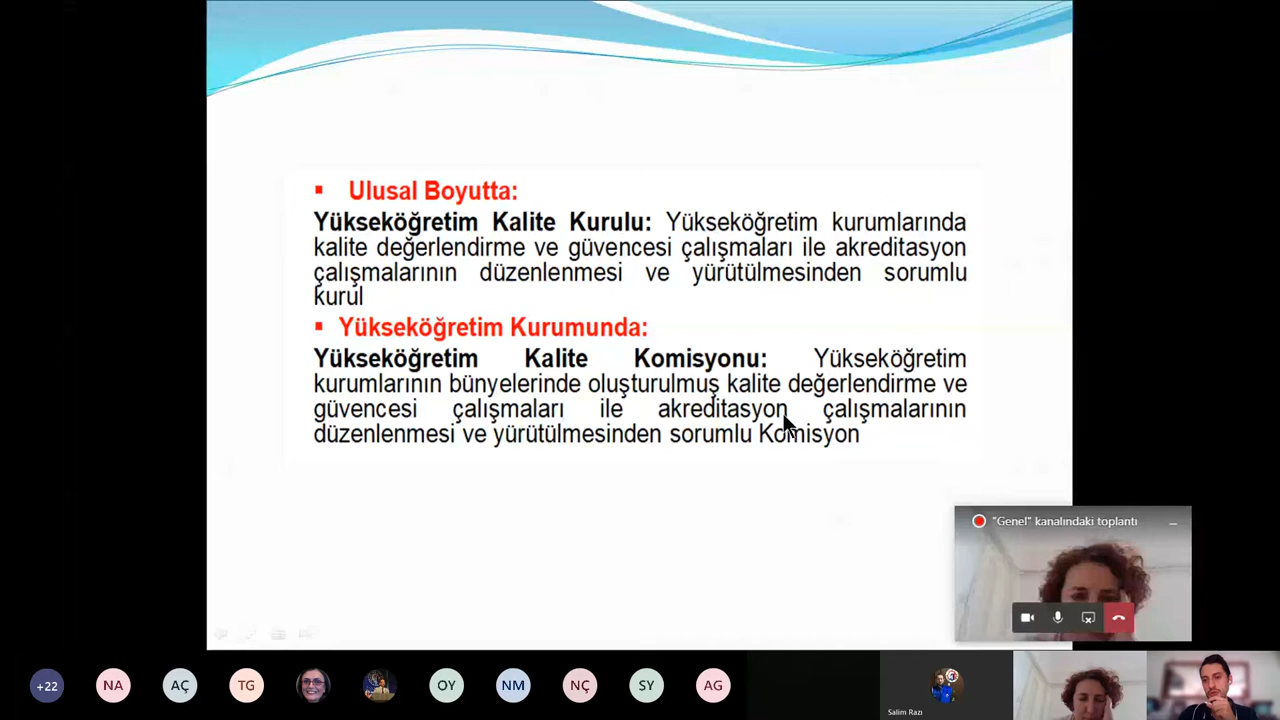 ▪ Ulusal Boyutta:
Yükseköğretim Kalite Kurulu: Yükseköğretim kurumlarında
kalite değerlendirme ve güvencesi çalışmaları ile akreditasyon
çalışmalarının düzenlenmesi ve yürütülmesinden sorumlu
kurul
▪ Yükseköğretim Kurumunda:
Yükseköğretim Kalite Komisyonu: Yükseköğretim
kurumlarının bünyelerinde oluşturulmuş kalite değerlendirme ve
güvencesi çalışmaları ile akreditasyon çalışmalarının
düzenlenmesi ve yürütülmesinden sorumlu Komisyon
"Genel" kanalındaki toplantı
+22 NA AÇ TG OY NM NÇ SY AG
Salim Razı